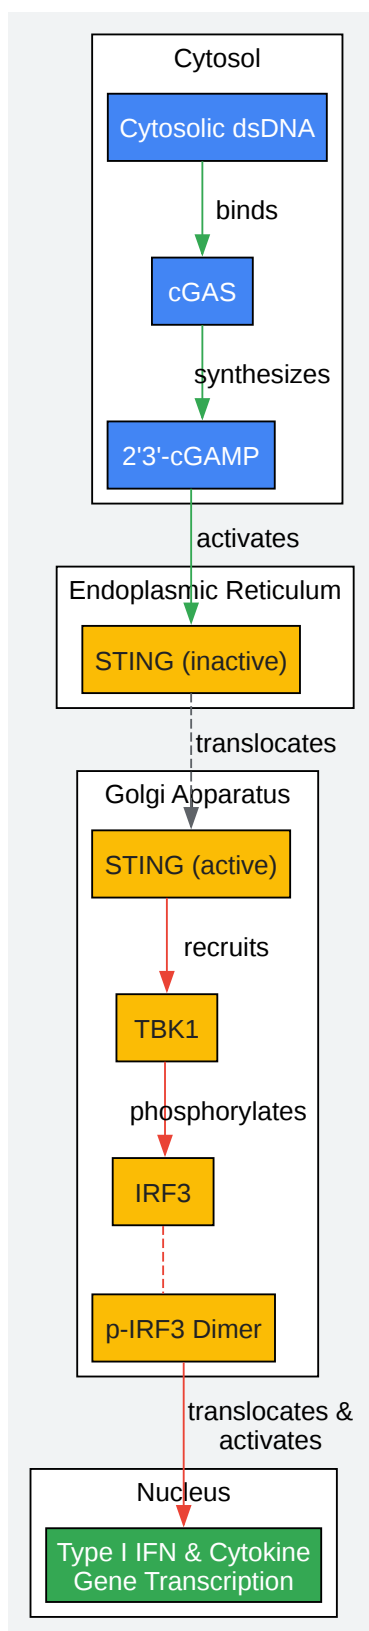 Cytosol
Cytosolic dsDNA
binds
cGAS
synthesizes
2'3'-cGAMP
activates
Endoplasmic Reticulum
STING (inactive)
translocates
Golgi Apparatus
STING (active)
recruits
TBK1
phosphorylates
IRF3
p-IRF3 Dimer
translocates &
activates
Nucleus
Type I IFN & Cytokine
Gene Transcription